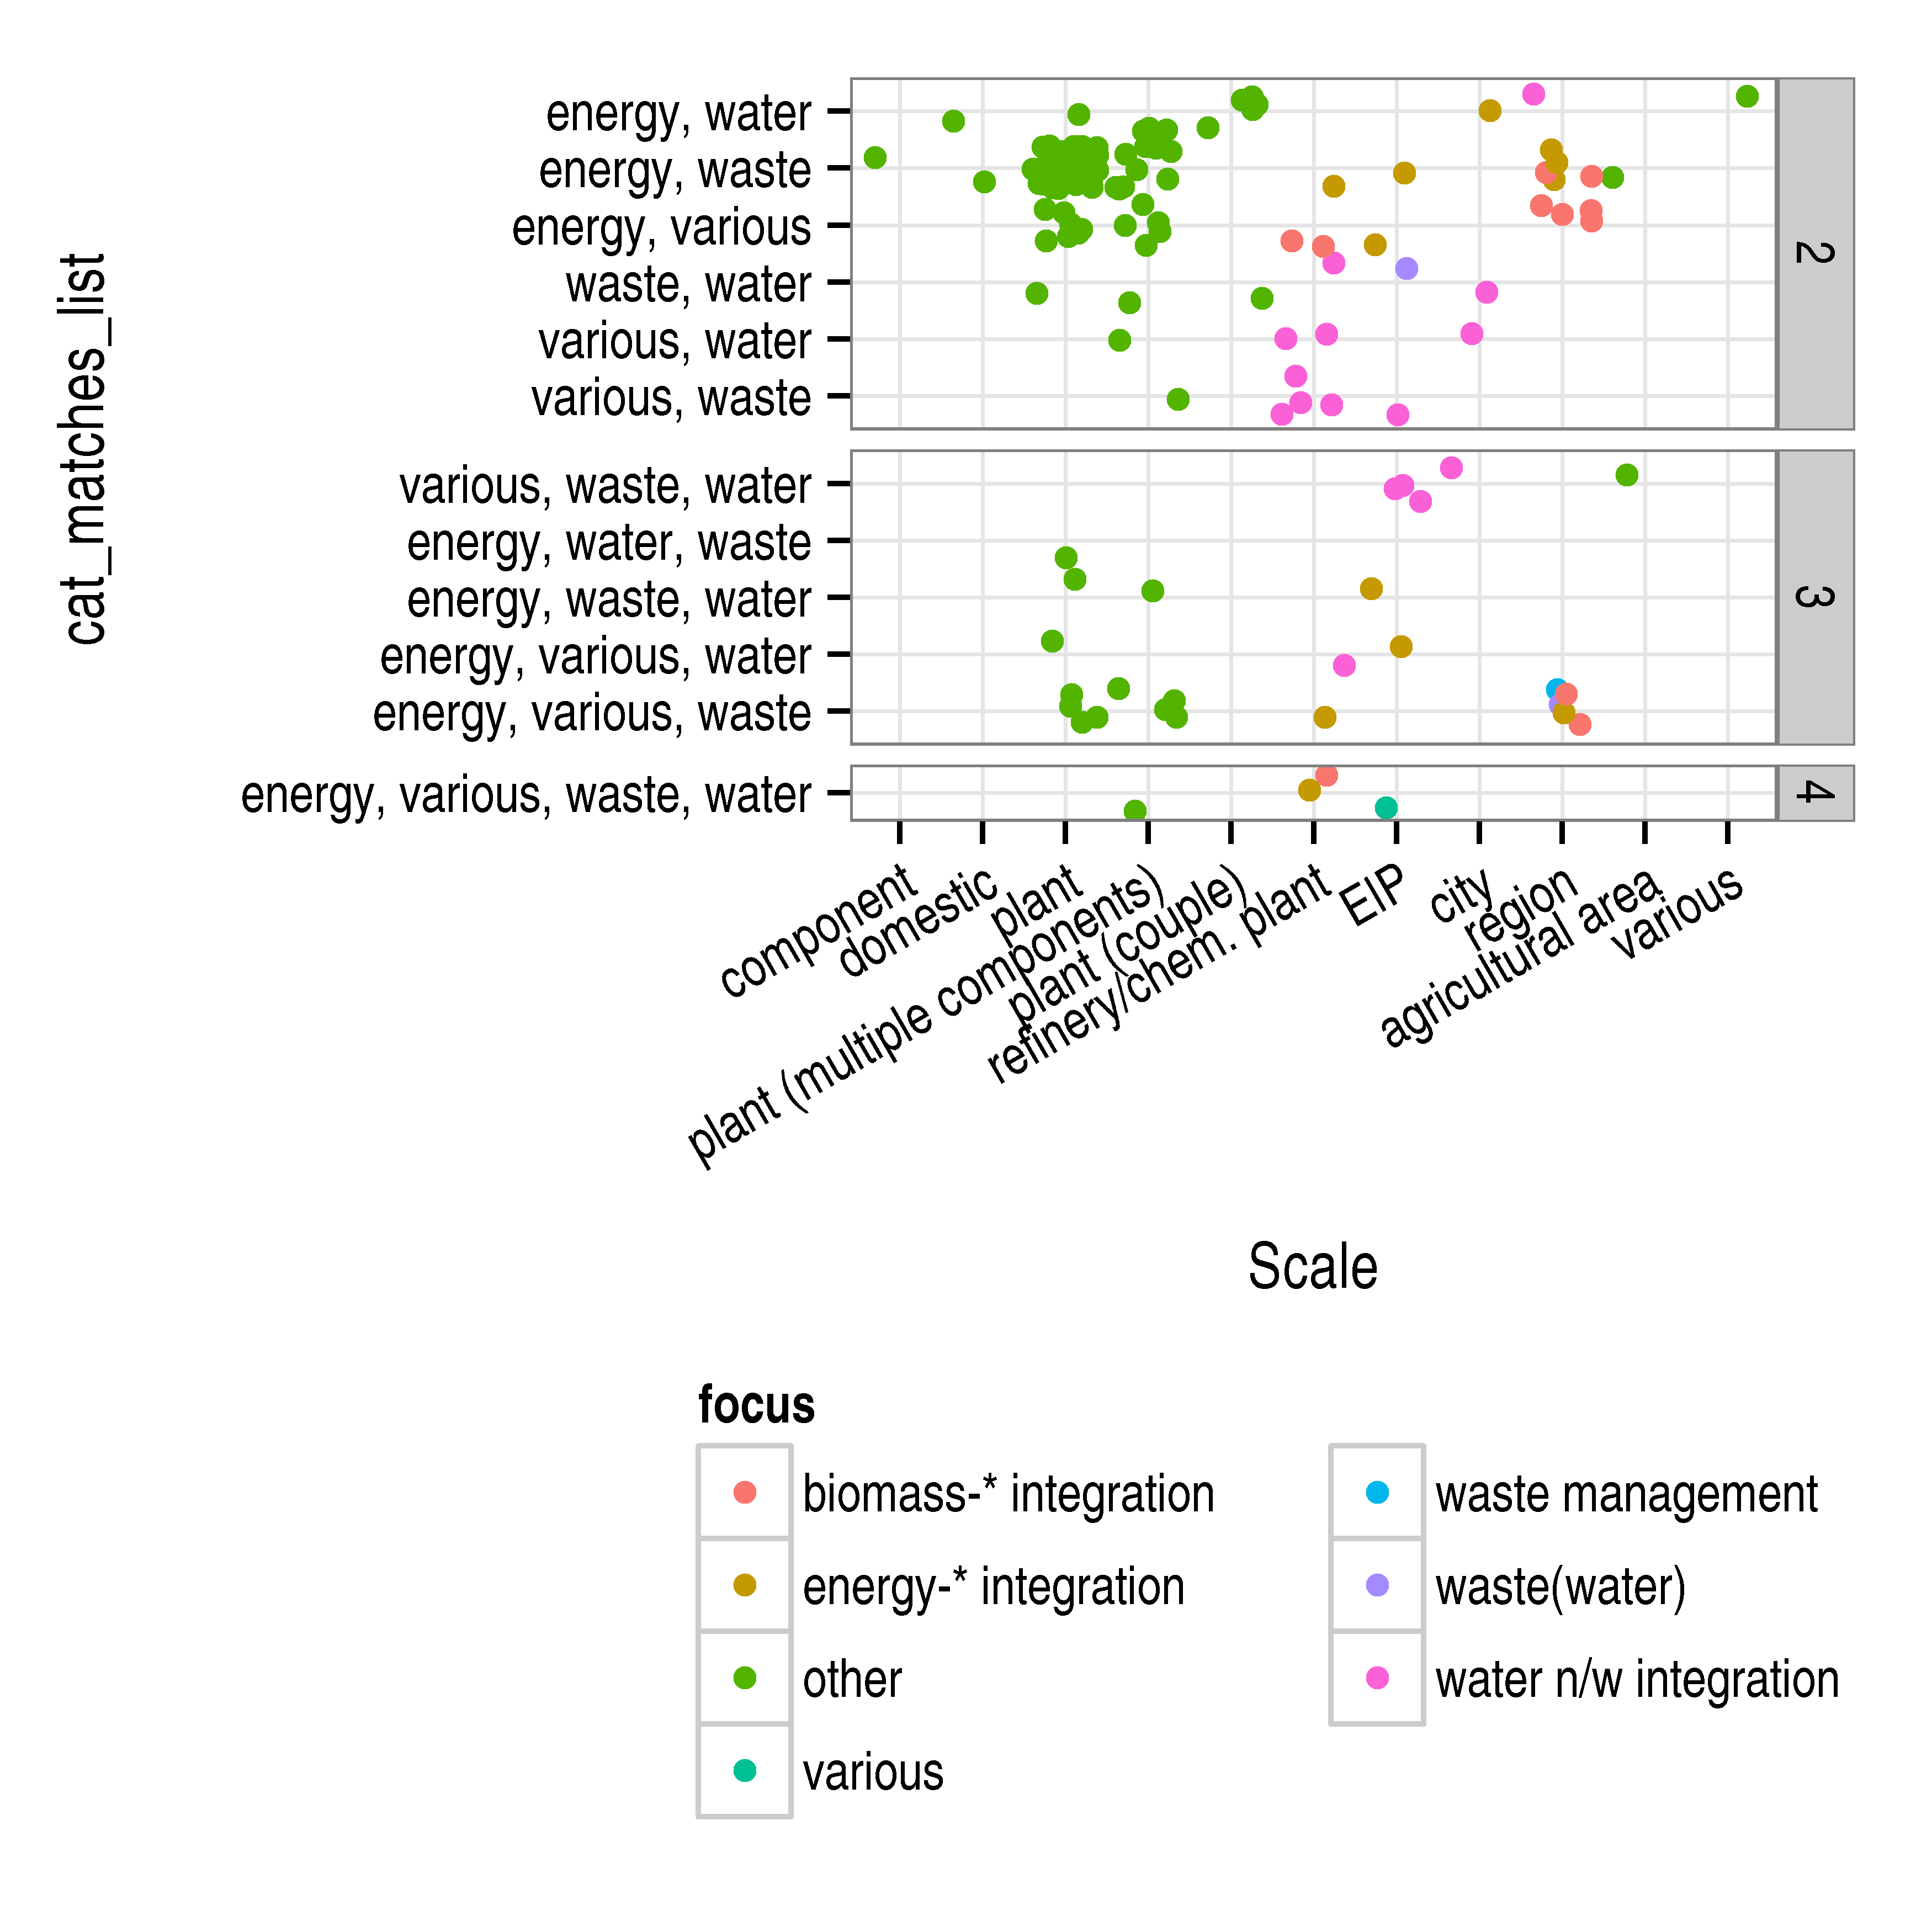 cat_matches_list
energy, water
energy, waste
energy, various
waste, water
various, water
various, waste
2
various, waste, water
energy, water, waste
energy, waste, water
energy, various, water
energy, various, waste
3
energy, various, waste, water
4
component
domestic
plant
plant (multiple components)
plant (couple)
refinery/chem. plant
EIP
city
region
agricultural area
various
Scale
focus
biomass-* integration
energy-* integration
other
various
waste management
waste(water)
water n/w integration